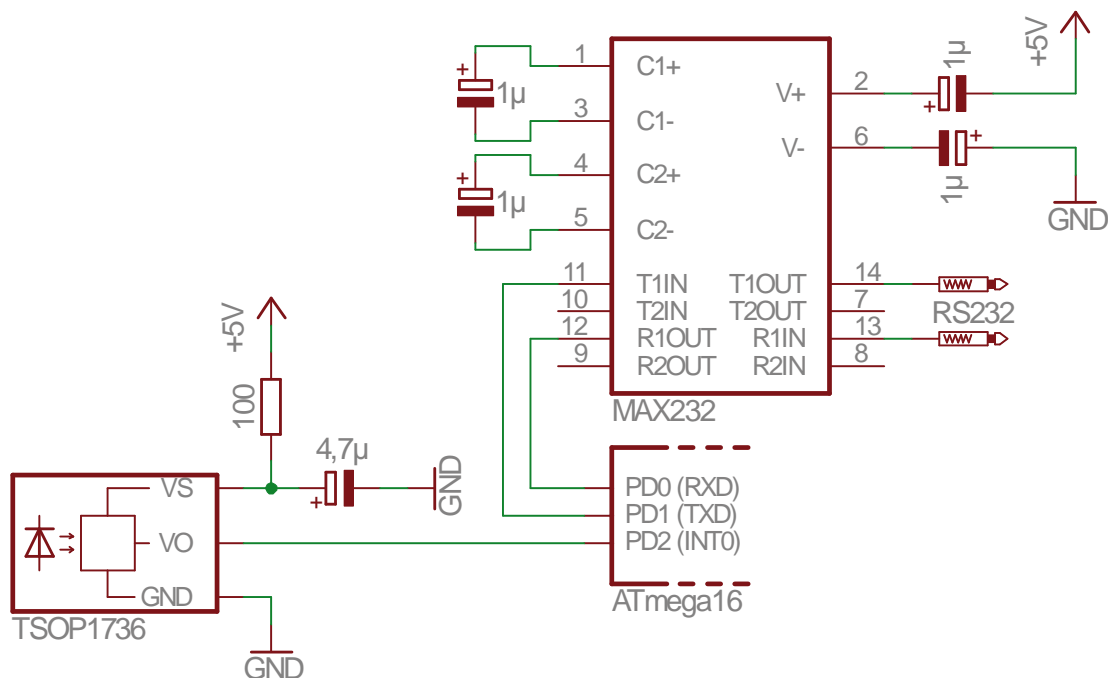 1
C1+
+
1µ
3
C1-
4
C2+
+
1µ
5
C2-
V+
2
+
1µ
+5V
V-
6
+
1µ
GND
11
T1IN
T1OUT
14
10
T2IN
T2OUT
7
RS232
12
R1OUT
R1IN
13
9
R2OUT
R2IN
8
MAX232
+5V
100
4,7µ
+
GND
VS
VO
GND
TSOP1736
GND
PD0 (RXD)
PD1 (TXD)
PD2 (INT0)
ATmega16